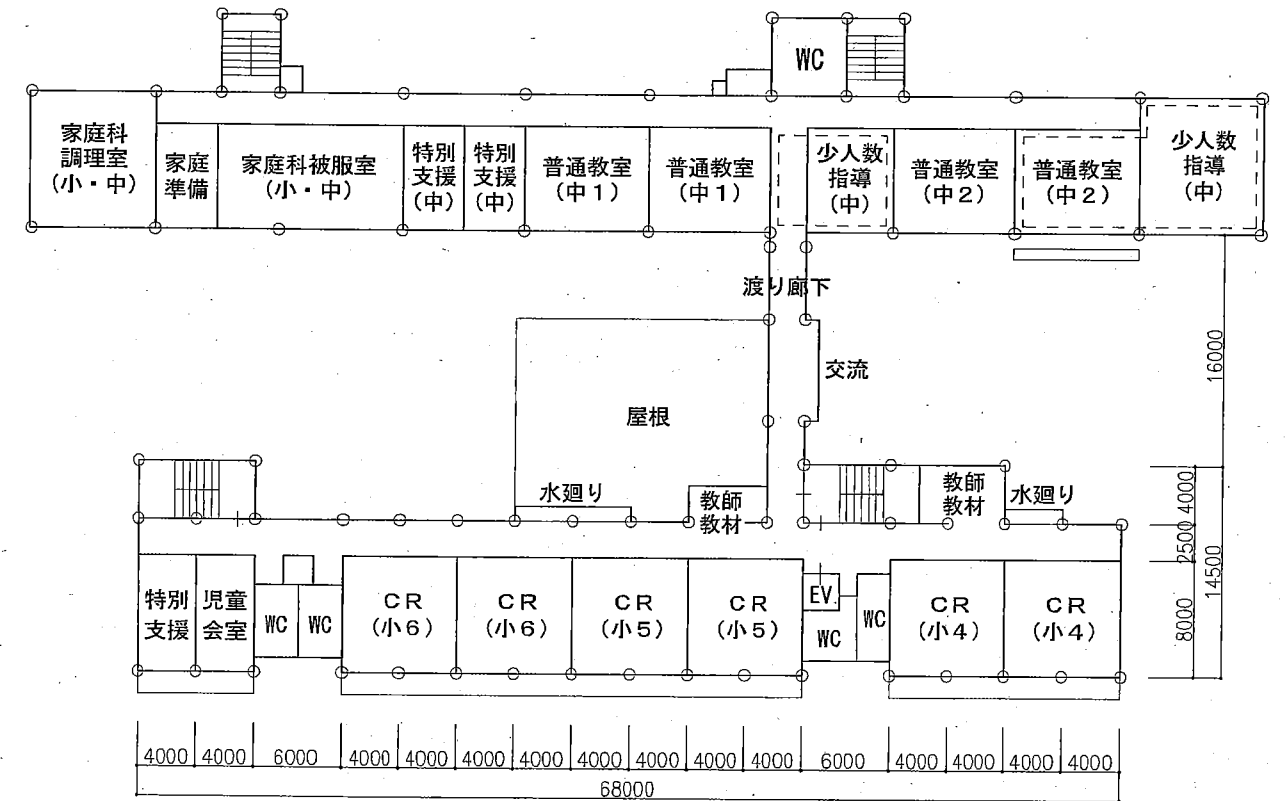 WC
家庭科
調理室
(小・中)
家庭
準備
家庭科被服室
(小・中)
特別
支援
(中)
特別
支援
(中)
普通教室
(中1)
普通教室
(中1)
少人数
指導
(中)
普通教室
(中2)
普通教室
(中2)
少人数
指導
(中)
渡り廊下
交流
屋根
16000
水廻り
教師
教材
教師
教材
水廻り
4000
2500
14500
8000
特別
支援
児童
会室
WC
WC
CR
(小6)
CR
(小6)
CR
(小5)
CR
(小5)
EV
WC
WC
CR
(小4)
CR
(小4)
4000 4000 6000 4000 4000 4000 4000 4000 4000 4000 4000 6000 4000 4000 4000 4000
68000